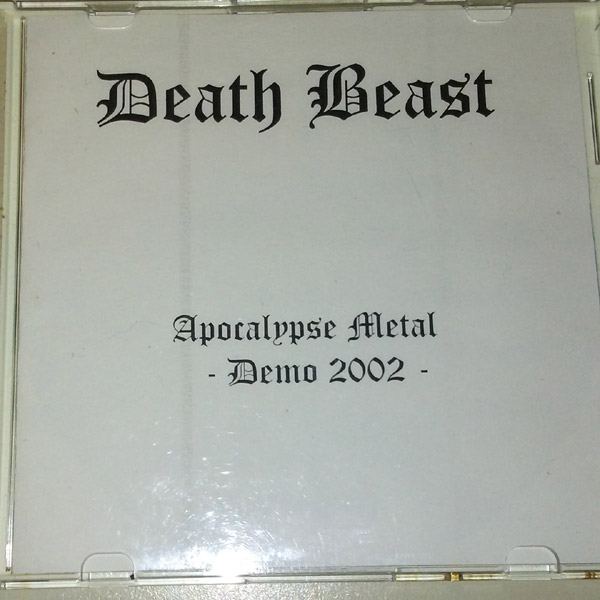 Death Beast
Apocalypse Metal
- Demo 2002 -